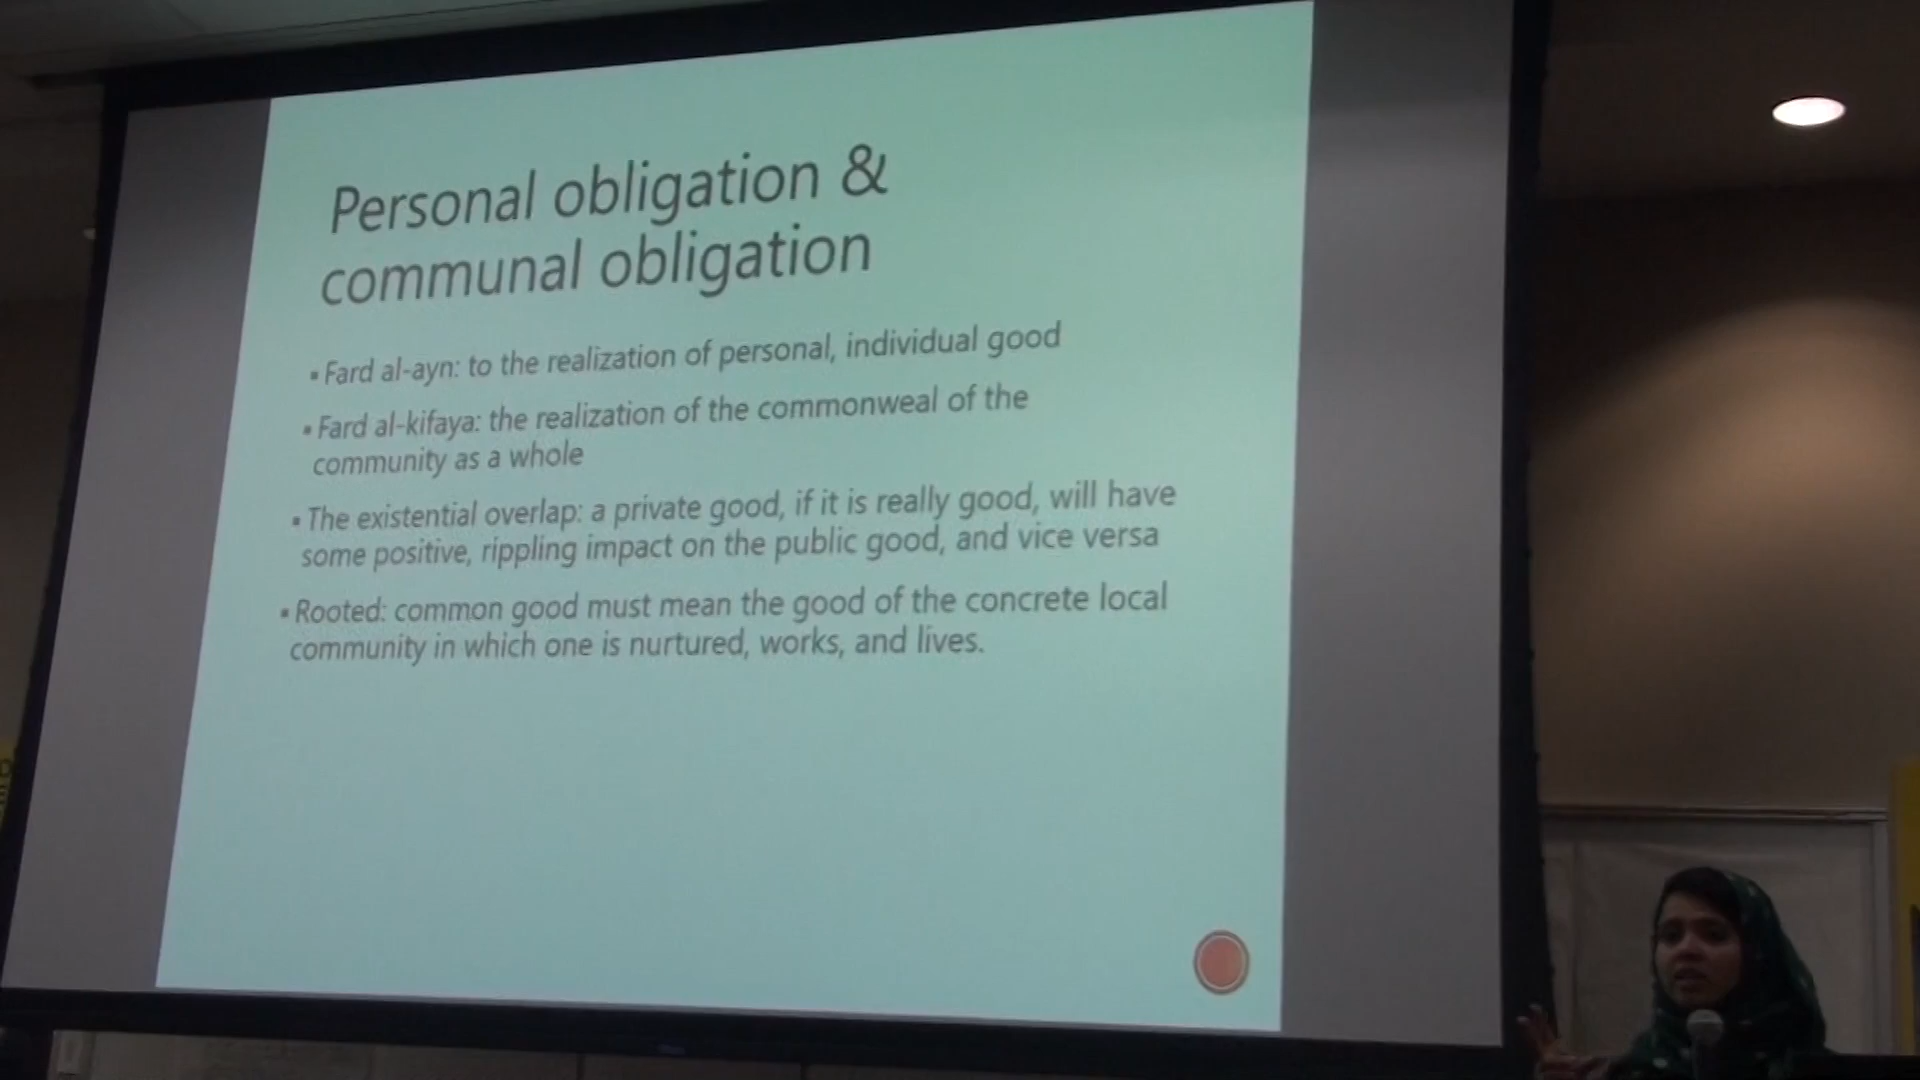 Personal obligation &
communal obligation
▪ Fard al-ayn: to the realization of personal, individual good
▪ Fard al-kifaya: the realization of the commonweal of the
community as a whole
▪ The existential overlap: a private good, if it is really good, will have
some positive, rippling impact on the public good, and vice versa
▪ Rooted: common good must mean the good of the concrete local
community in which one is nurtured, works, and lives.